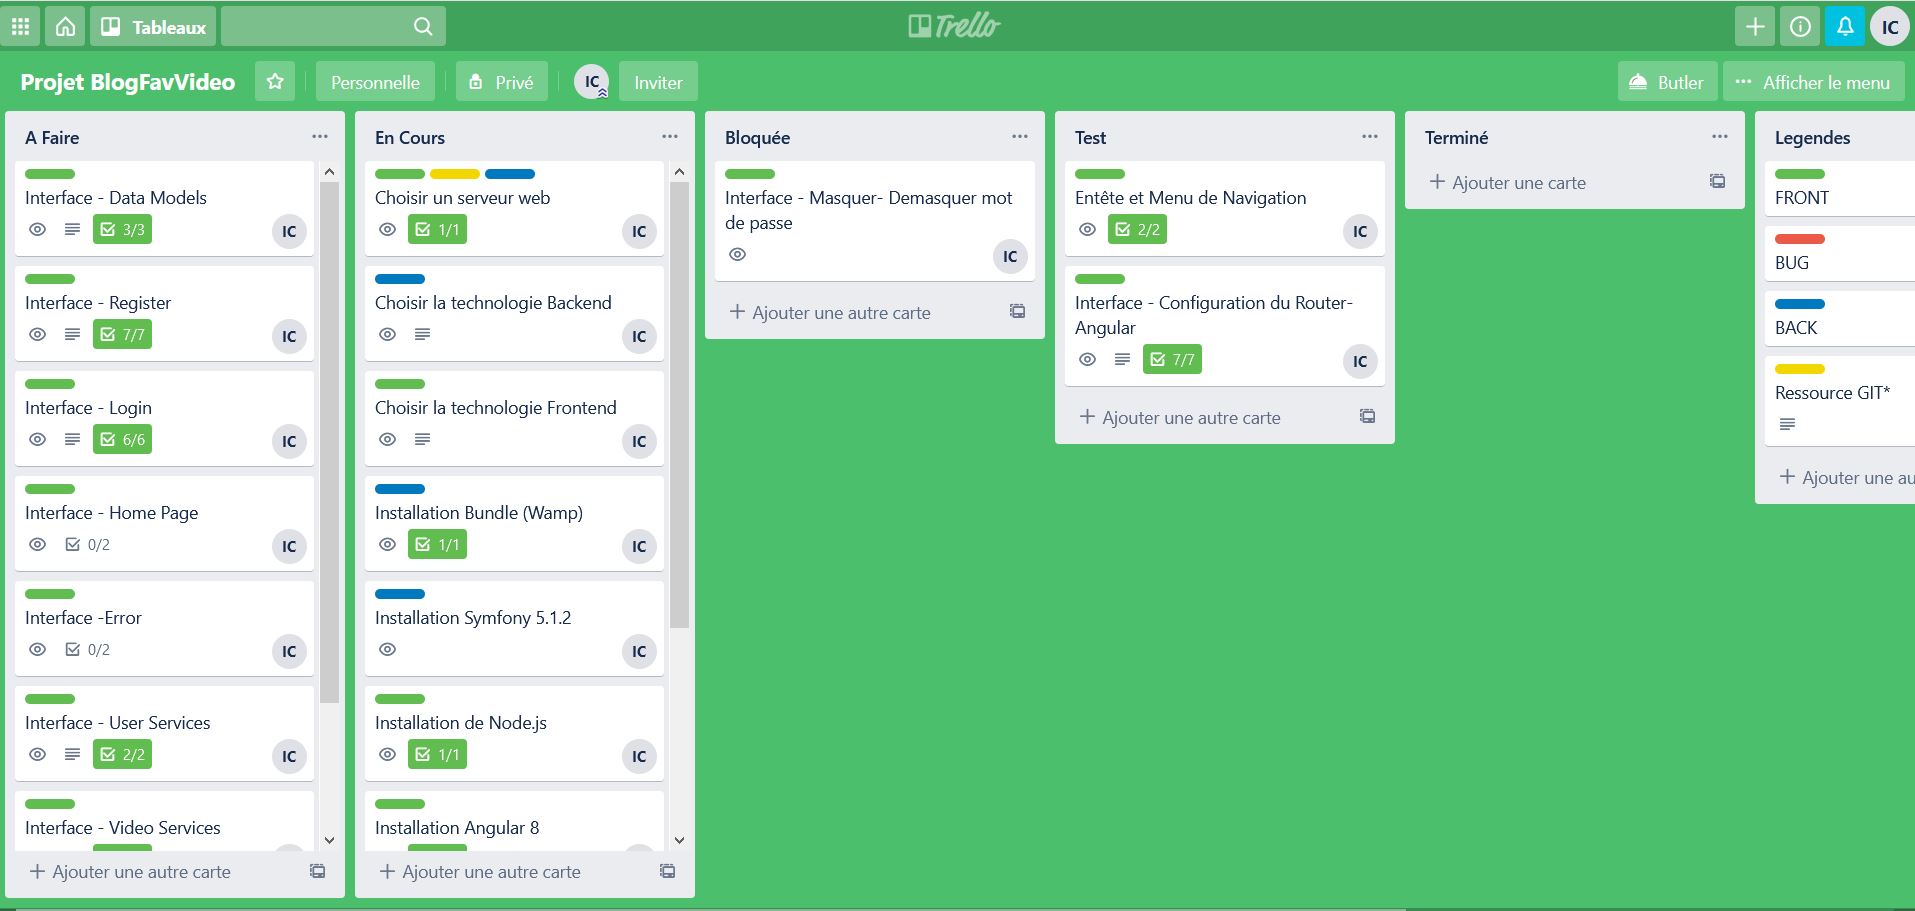 Tableaux
Trello
IC
Projet BlogFavVideo
Personnelle
Privé
IC
Inviter
Butler
Afficher le menu
A Faire
Interface - Data Models
3/3
IC
Interface - Register
7/7
IC
Interface - Login
6/6
IC
Interface - Home Page
0/2
IC
Interface -Error
0/2
IC
Interface - User Services
2/2
IC
Interface - Video Services
Ajouter une autre carte
En Cours
Choisir un serveur web
1/1
IC
Choisir la technologie Backend
IC
Choisir la technologie Frontend
IC
Installation Bundle (Wamp)
1/1
IC
Installation Symfony 5.1.2
IC
Installation de Node.js
1/1
IC
Installation Angular 8
Ajouter une autre carte
Bloquée
Interface - Masquer- Demasquer mot
de passe
IC
Ajouter une autre carte
Test
Entête et Menu de Navigation
2/2
IC
Interface - Configuration du Router-
Angular
7/7
IC
Ajouter une autre carte
Terminé
Ajouter une carte
Legendes
FRONT
BUG
BACK
Ressource GIT*
Ajouter une au